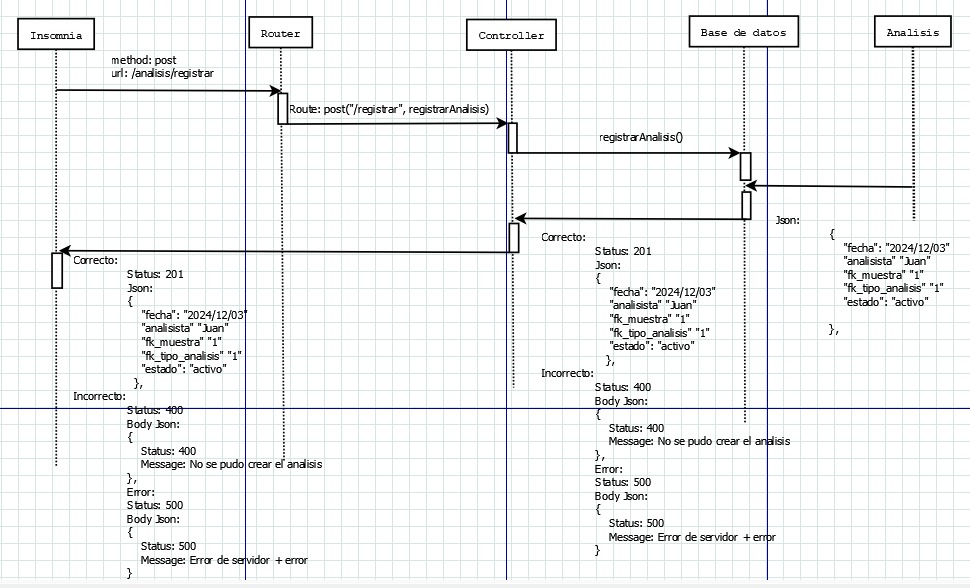 Insomnia
Router
Controller
Base de datos
Analisis
method: post
url: /analisis/registrar
Route: post("/registrar", registrarAnalisis)
registrarAnalisis()
Json:
{
"fecha": "2024/12/03"
"analisista" "Juan"
"fk_muestra" "1"
"fk_tipo_analisis" "1"
"estado": "activo"
},
Correcto:
Status: 201
Json:
{
"fecha": "2024/12/03"
"analisista" "Juan"
"fk_muestra" "1"
"fk_tipo_analisis" "1"
"estado": "activo"
},
Incorrecto:
Status: 400
Body Json:
{
Status: 400
Message: No se pudo crear el analisis
},
Error:
Status: 500
Body Json:
{
Status: 500
Message: Error de servidor + error
}
Correcto:
Status: 201
Json:
{
"fecha": "2024/12/03"
"analisista" "Juan"
"fk_muestra" "1"
"fk_tipo_analisis" "1"
"estado": "activo"
},
Incorrecto:
Status: 400
Body Json:
{
Status: 400
Message: No se pudo crear el analisis
},
Error:
Status: 500
Body Json:
{
Status: 500
Message: Error de servidor + error
}